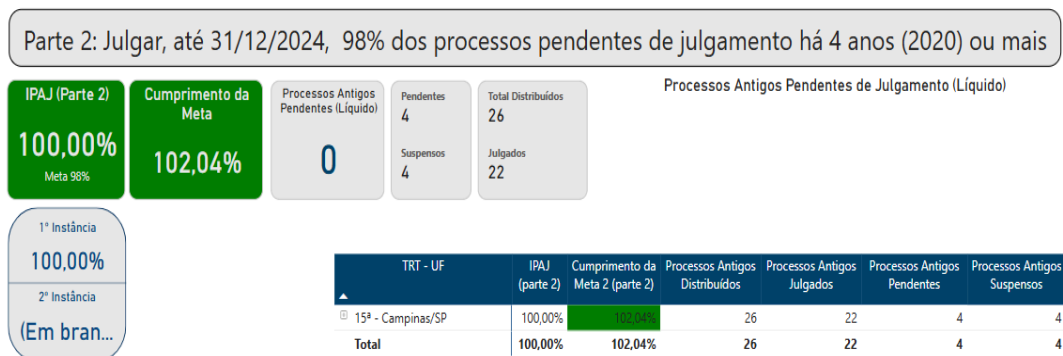 Parte 2: Julgar, até 31/12/2024, 98% dos processos pendentes de julgamento há 4 anos (2020) ou mais
IPAJ (Parte 2)
100,00%
Meta 98%
Cumprimento da
Meta
102,04%
Processos Antigos
Pendentes (Líquido)
0
Pendentes
4
Suspensos
4
Total Distribuídos
26
Julgados
22
Processos Antigos Pendentes de Julgamento (Líquido)
1ª Instância
100,00%
2ª Instância
(Em bran...
TRT - UF IPAJ (parte 2) Cumprimento da Meta 2 (parte 2) Processos Antigos Distribuídos Processos Antigos Julgados Processos Antigos Pendentes Processos Antigos Suspensos
15ª - Campinas/SP 100,00% 102,04% 26 22 4 4
Total 100,00% 102,04% 26 22 4 4